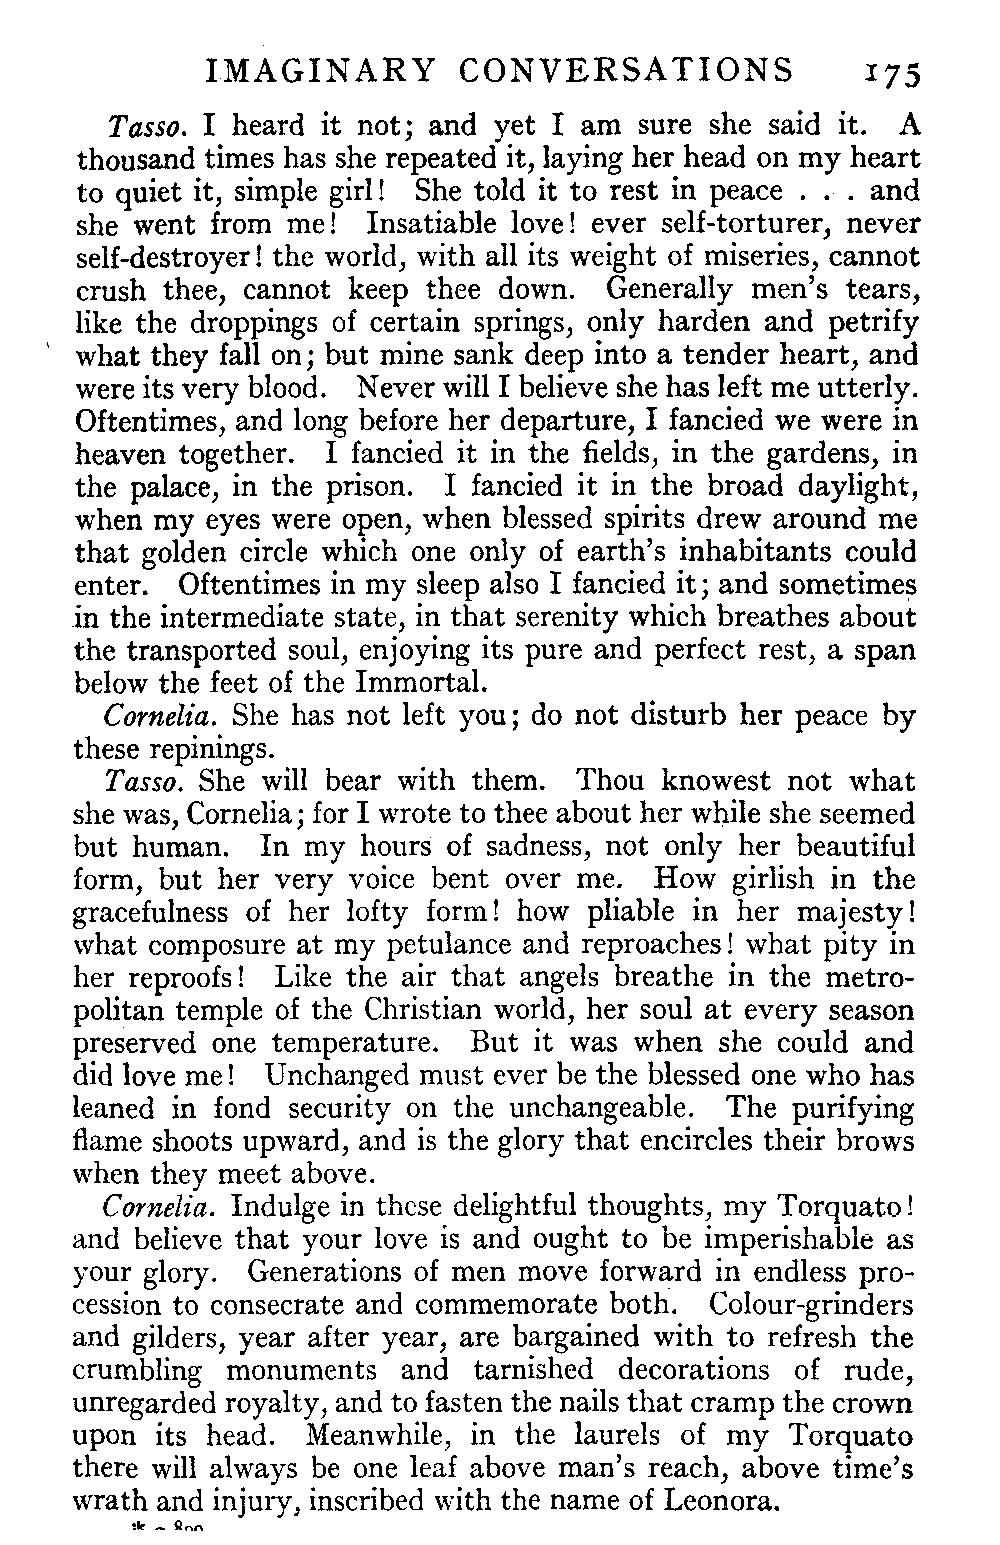 IMAGINARY CONVERSATIONS 175
Tasso. I heard it not; and yet I am sure she said it. A
thousand times has she repeated it, laying her head on my heart
to quiet it, simple girl! She told it to rest in peace . . . and
she went from me! Insatiable love! ever self-torturer, never
self-destroyer! the world, with all its weight of miseries, cannot
crush thee, cannot keep thee down. Generally men's tears,
like the droppings of certain springs, only harden and petrify
what they fall on; but mine sank deep into a tender heart, and
were its very blood. Never will I believe she has left me utterly.
Oftentimes, and long before her departure, I fancied we were in
heaven together. I fancied it in the fields, in the gardens, in
the palace, in the prison. I fancied it in the broad daylight,
when my eyes were open, when blessed spirits drew around me
that golden circle which one only of earth's inhabitants could
enter. Oftentimes in my sleep also I fancied it; and sometimes
in the intermediate state, in that serenity which breathes about
the transported soul, enjoying its pure and perfect rest, a span
below the feet of the Immortal.
Cornelia. She has not left you; do not disturb her peace by
these repinings.
Tasso. She will bear with them. Thou knowest not what
she was, Cornelia; for I wrote to thee about her while she seemed
but human. In my hours of sadness, not only her beautiful
form, but her very voice bent over me. How girlish in the
gracefulness of her lofty form! how pliable in her majesty!
what composure at my petulance and reproaches! what pity in
her reproofs! Like the air that angels breathe in the metro-
politan temple of the Christian world, her soul at every season
preserved one temperature. But it was when she could and
did love me! Unchanged must ever be the blessed one who has
leaned in fond security on the unchangeable. The purifying
flame shoots upward, and is the glory that encircles their brows
when they meet above.
Cornelia. Indulge in these delightful thoughts, my Torquato!
and believe that your love is and ought to be imperishable as
your glory. Generations of men move forward in endless pro-
cession to consecrate and commemorate both. Colour-grinders
and gilders, year after year, are bargained with to refresh the
crumbling monuments and tarnished decorations of rude,
unregarded royalty, and to fasten the nails that cramp the crown
upon its head. Meanwhile, in the laurels of my Torquato
there will always be one leaf above man's reach, above time's
wrath and injury, inscribed with the name of Leonora.